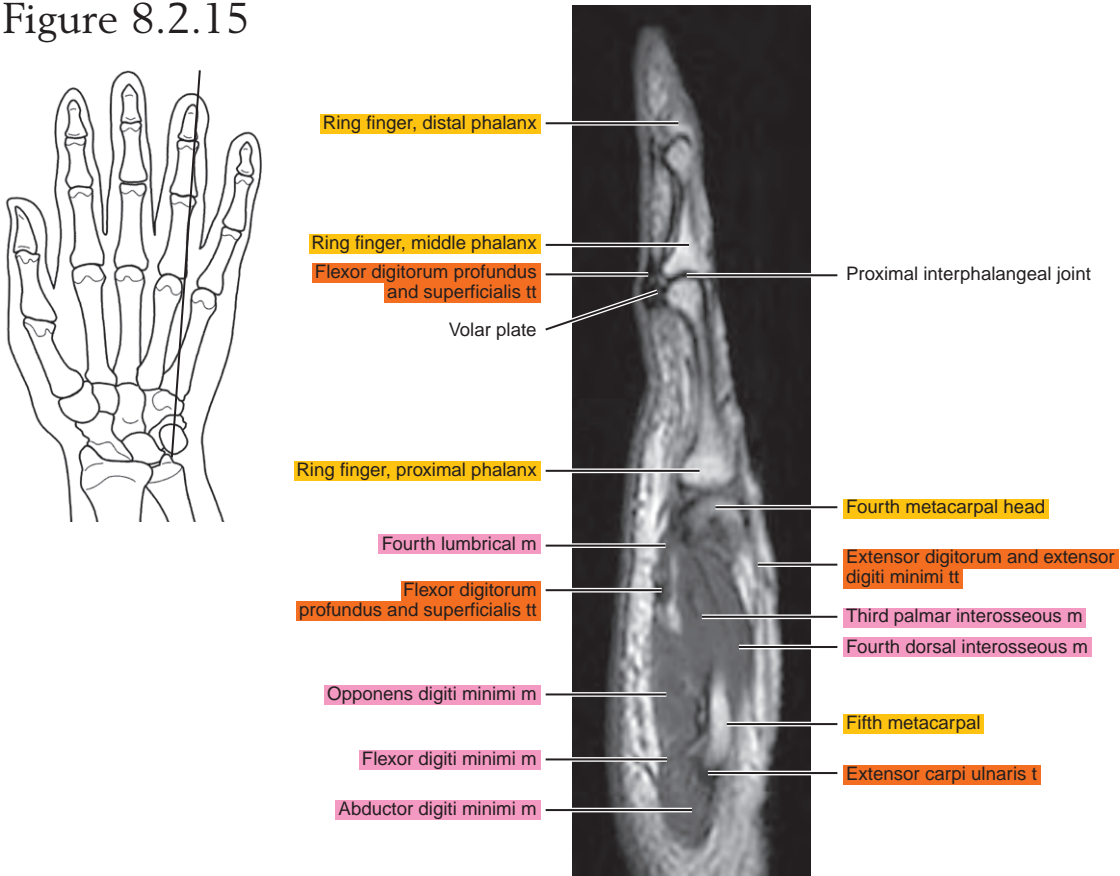 Figure 8.2.15
Ring finger, distal phalanx
Ring finger, middle phalanx
Flexor digitorum profundus
and superficialis tt
Volar plate
Ring finger, proximal phalanx
Fourth lumbrical m
Flexor digitorum
profundus and superficialis tt
Opponens digiti minimi m
Flexor digiti minimi m
Abductor digiti minimi m
Proximal interphalangeal joint
Fourth metacarpal head
Extensor digitorum and extensor
digiti minimi tt
Third palmar interosseous m
Fourth dorsal interosseous m
Fifth metacarpal
Extensor carpi ulnaris t